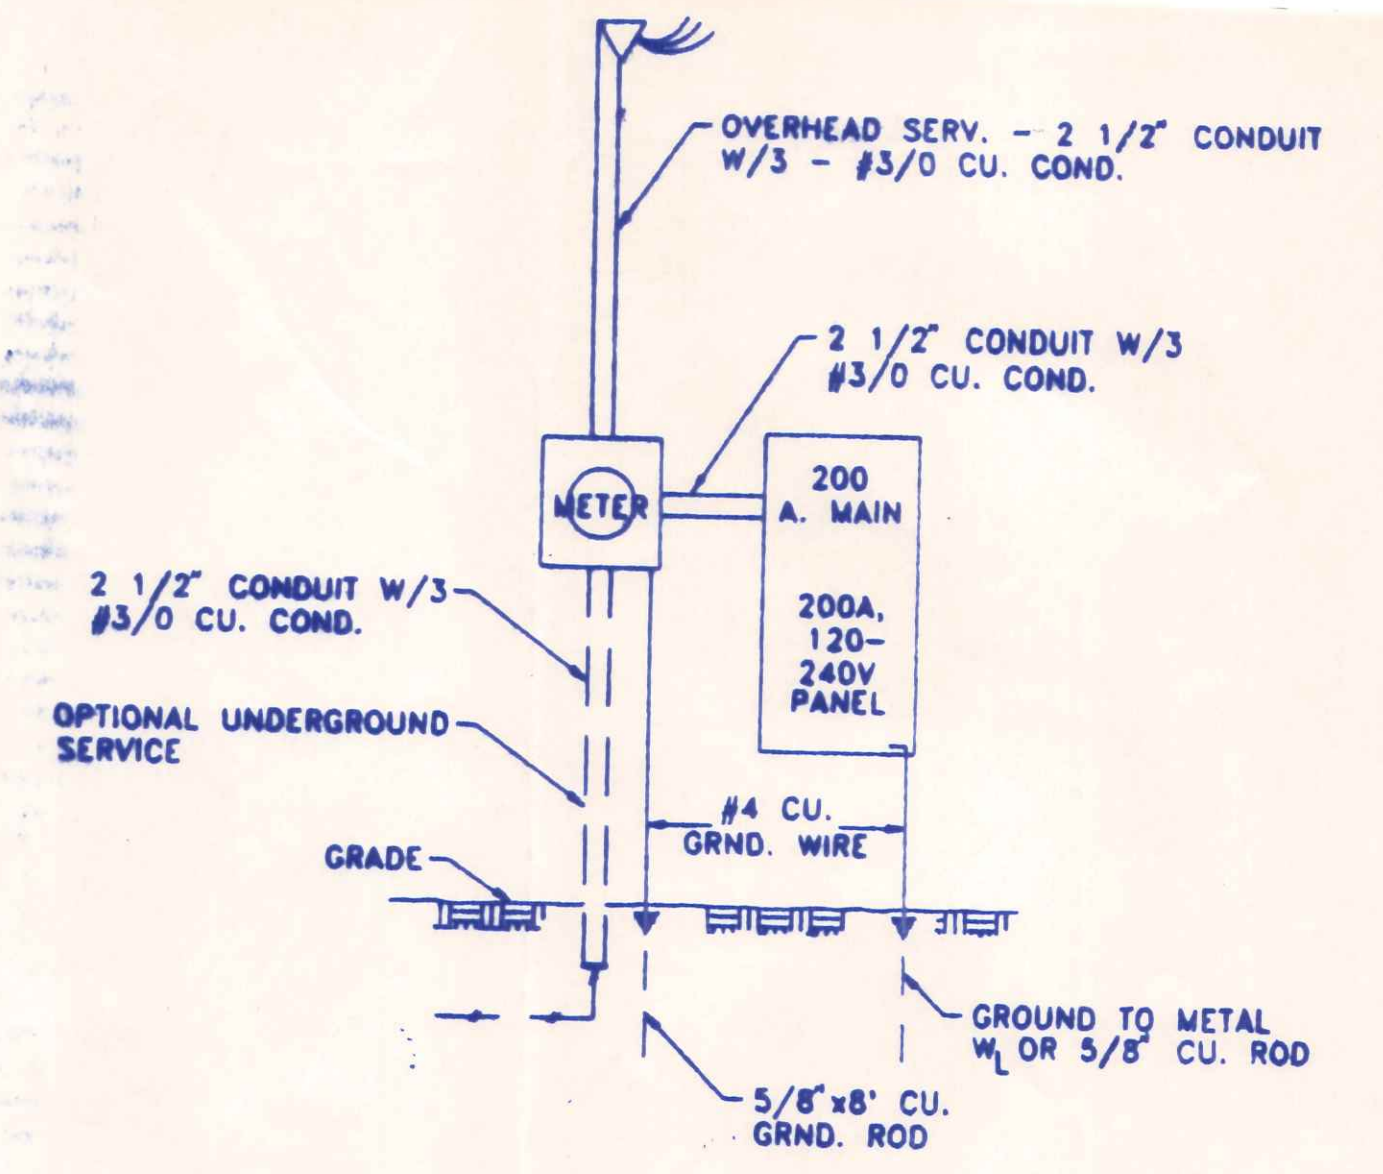 OVERHEAD SERV. - 2 1/2" CONDUIT
W/3 - #3/0 CU. COND.
2 1/2" CONDUIT W/3
#3/0 CU. COND.
METER
200
A. MAIN
200A,
120-
240V
PANEL
2 1/2" CONDUIT W/3
#3/0 CU. COND.
OPTIONAL UNDERGROUND
SERVICE
#4 CU.
GRND. WIRE
GRADE
GROUND TO METAL
WL OR 5/8" CU. ROD
5/8"x8' CU.
GRND. ROD